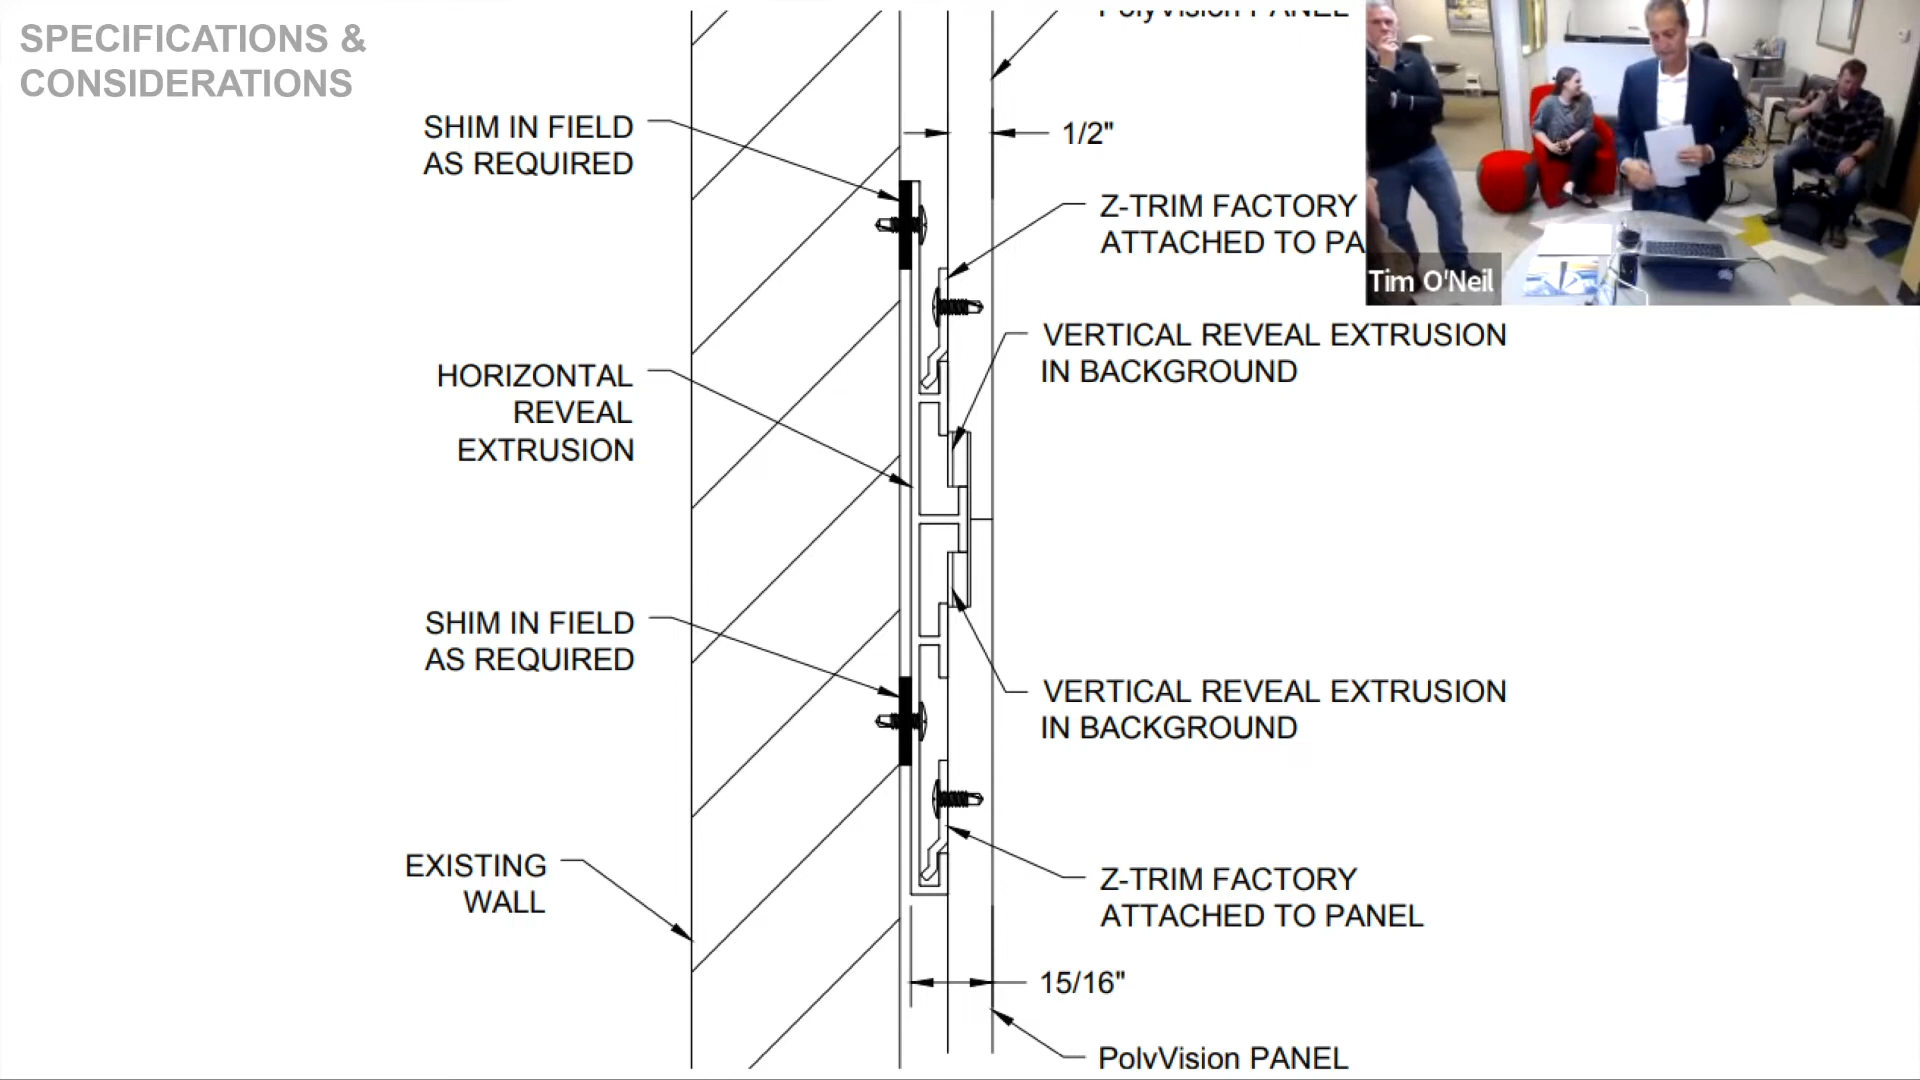 SPECIFICATIONS &
CONSIDERATIONS
PolyVision PANEL
SHIM IN FIELD
AS REQUIRED
1/2"
Z-TRIM FACTORY
ATTACHED TO PA
Tim O'Neil
VERTICAL REVEAL EXTRUSION
IN BACKGROUND
HORIZONTAL
REVEAL
EXTRUSION
SHIM IN FIELD
AS REQUIRED
VERTICAL REVEAL EXTRUSION
IN BACKGROUND
EXISTING
WALL
Z-TRIM FACTORY
ATTACHED TO PANEL
15/16"
PolyVision PANEL